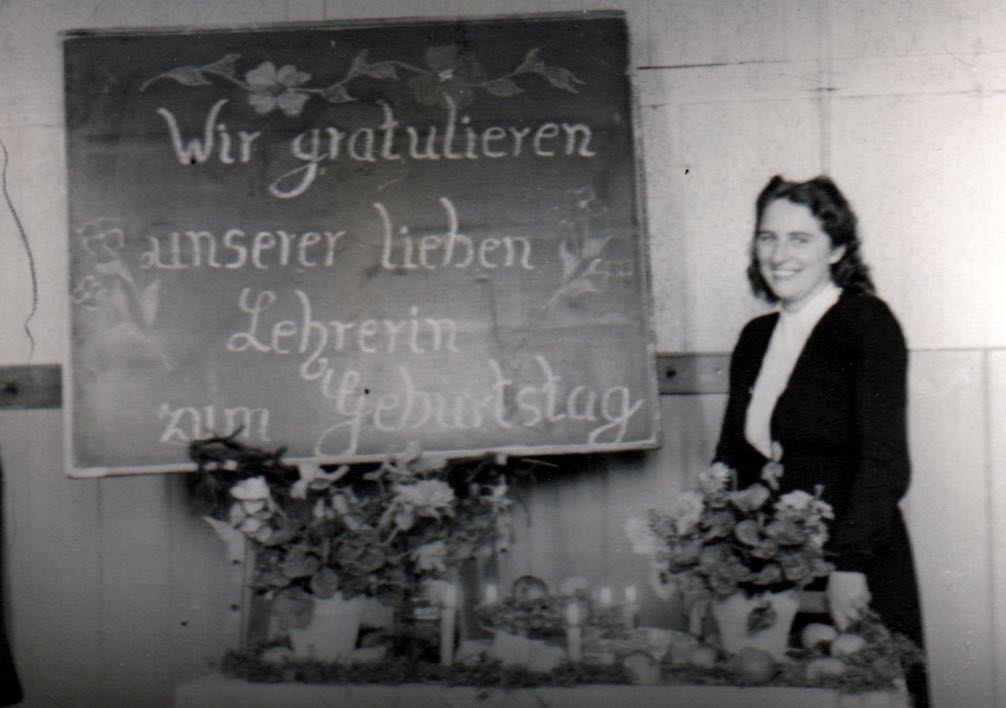 Wir gratulieren
unserer lieben
Lehrerin
zum Geburtstag